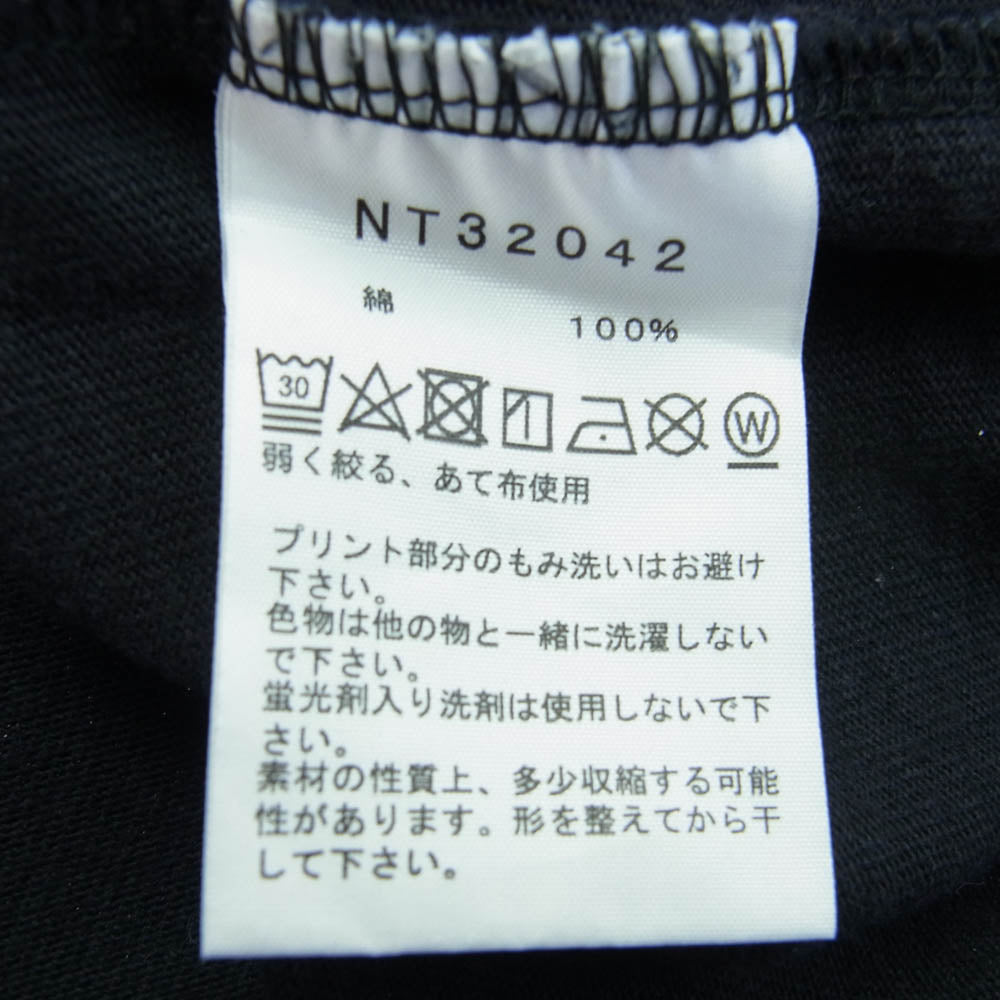 NT32042
綿 100%
30 W
弱く絞る、あて布使用
プリント部分のもみ洗いはお避け
下さい。
色物は他の物と一緒に洗濯しない
で下さい。
蛍光剤入り洗剤は使用しないで下
さい。
素材の性質上、多少収縮する可能
性があります。形を整えてから干
して下さい。